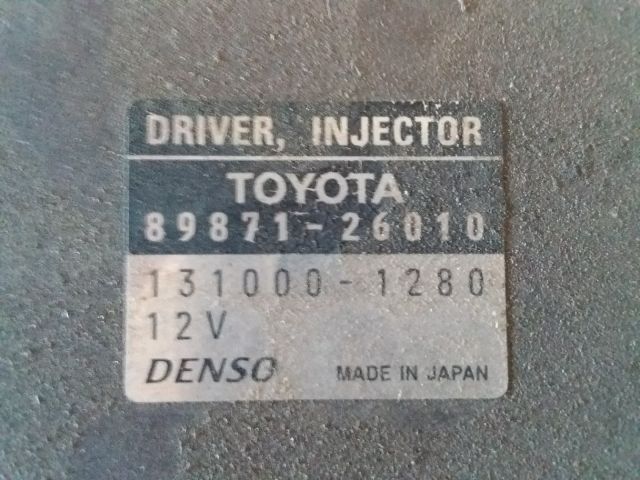 DRIVER, INJECTOR
TOYOTA
89871-26010
131000-1280
12V
DENSO MADE IN JAPAN